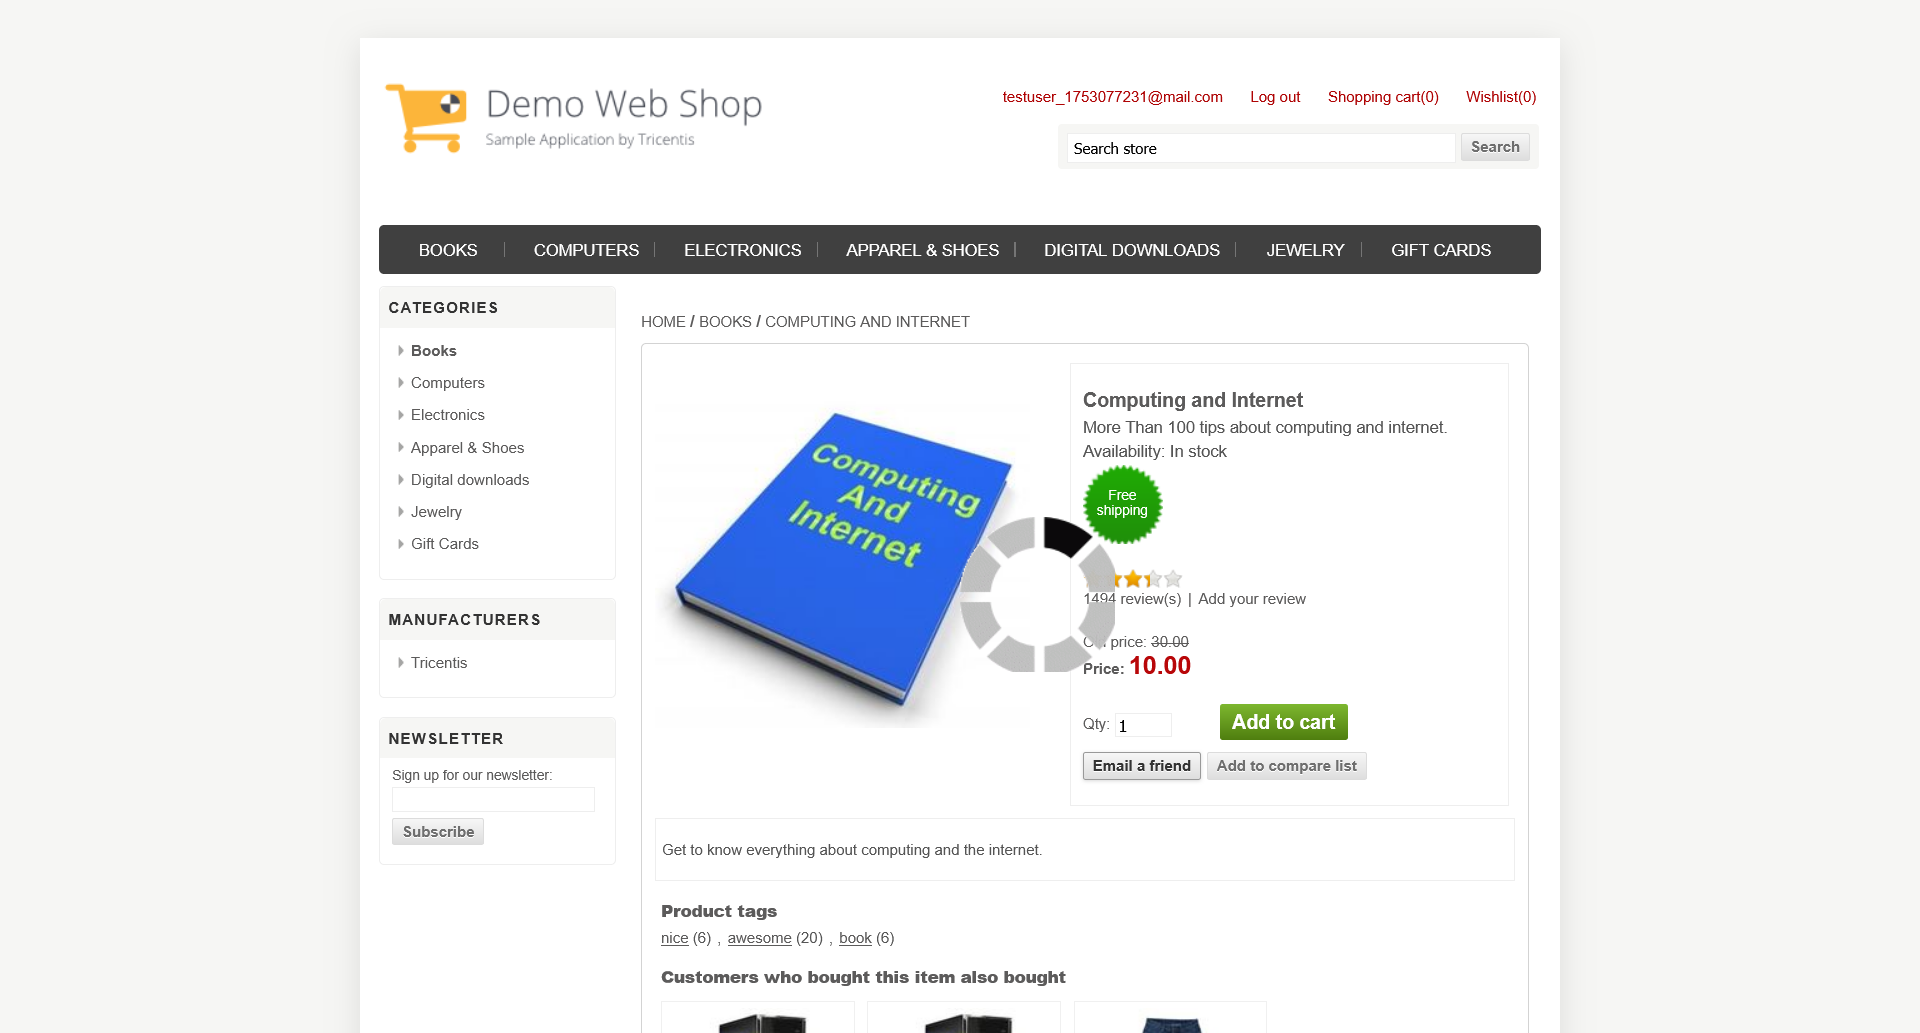 Demo Web Shop
Sample Application by Tricentis
testuser_1753077231@mail.com Log out Shopping cart(0) Wishlist(0)
Search store Search
BOOKS COMPUTERS ELECTRONICS APPAREL & SHOES DIGITAL DOWNLOADS JEWELRY GIFT CARDS
CATEGORIES
Books
Computers
Electronics
Apparel & Shoes
Digital downloads
Jewelry
Gift Cards
MANUFACTURERS
Tricentis
NEWSLETTER
Sign up for our newsletter:
Subscribe
HOME / BOOKS / COMPUTING AND INTERNET
Computing
And
Internet
Computing and Internet
More Than 100 tips about computing and internet.
Availability: In stock
Free
shipping
1494 review(s) | Add your review
price: 30.00
Price: 10.00
Qty: 1 Add to cart
Email a friend Add to compare list
Get to know everything about computing and the internet.
Product tags
nice (6) , awesome (20) , book (6)
Customers who bought this item also bought